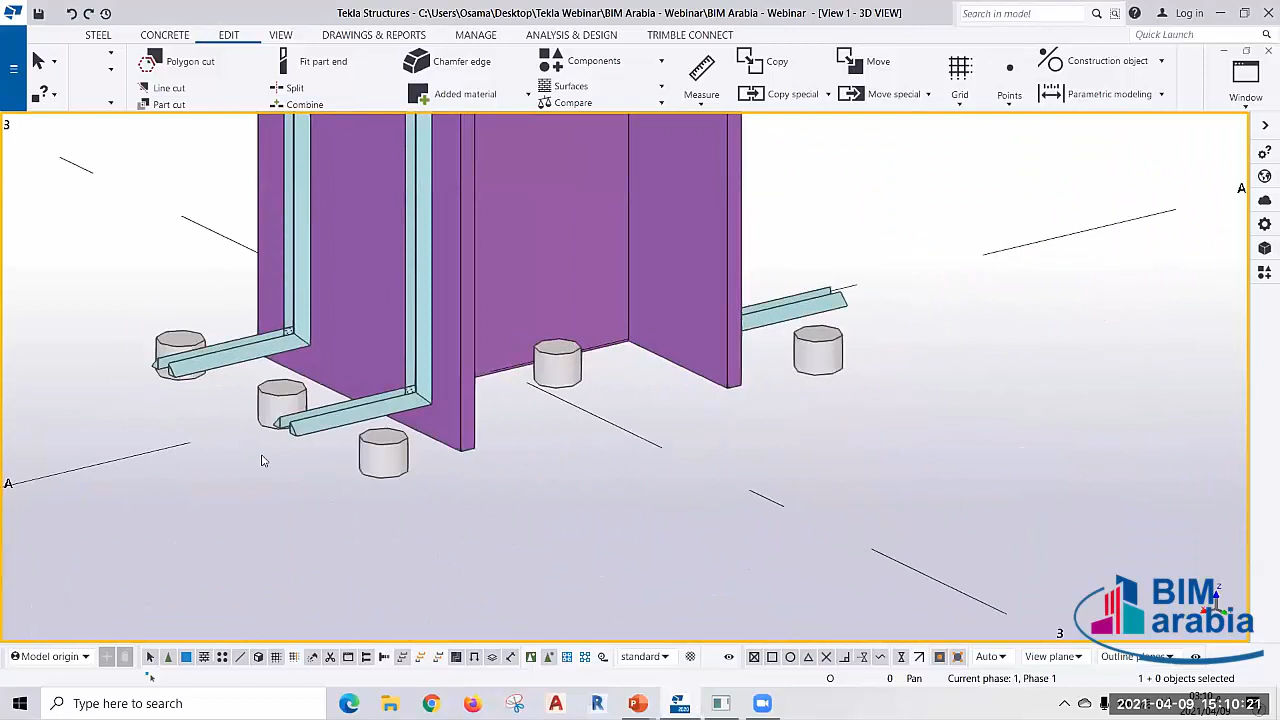 Tekla Structures - C:\Users\Osama\Desktop\Tekla Webinar\BIM Arabia - Webinar\BIM Arabia - Webinar - [View 1 - 3D]
Search in model
Log in
STEEL
CONCRETE
EDIT
VIEW
DRAWINGS & REPORTS
MANAGE
ANALYSIS & DESIGN
TRIMBLE CONNECT
Quick Launch
Polygon cut
Line cut
Part cut
Fit part end
Split
Combine
Chamfer edge
Added material
Components
Surfaces
Compare
Measure
Copy
Copy special
Move
Move special
Grid
Points
Construction object
Parametric modeling
Window
3
A
A
3
z
BIM
arabia
Model origin
standard
Auto
View plane
Outline planes
0
Pan
Current phase: 1, Phase 1
1 + 0 objects selected
Type here to search
2020
03:10
2021-04-09 15:10:21